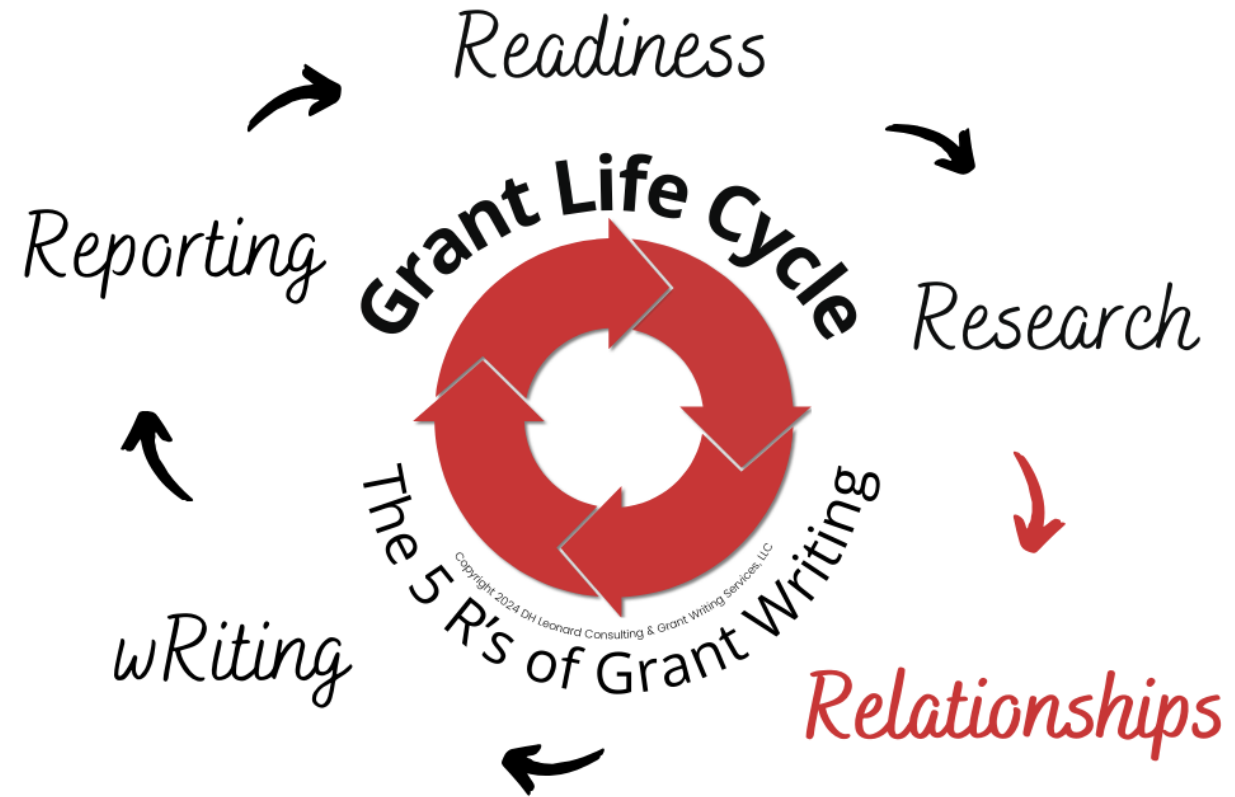 Readiness
Grant Life Cycle
Reporting
Research
The 5 R's of Grant Writing
Copyright 2024 DH Leonard Consulting & Grant Writing Services, LLC
wRiting
Relationships